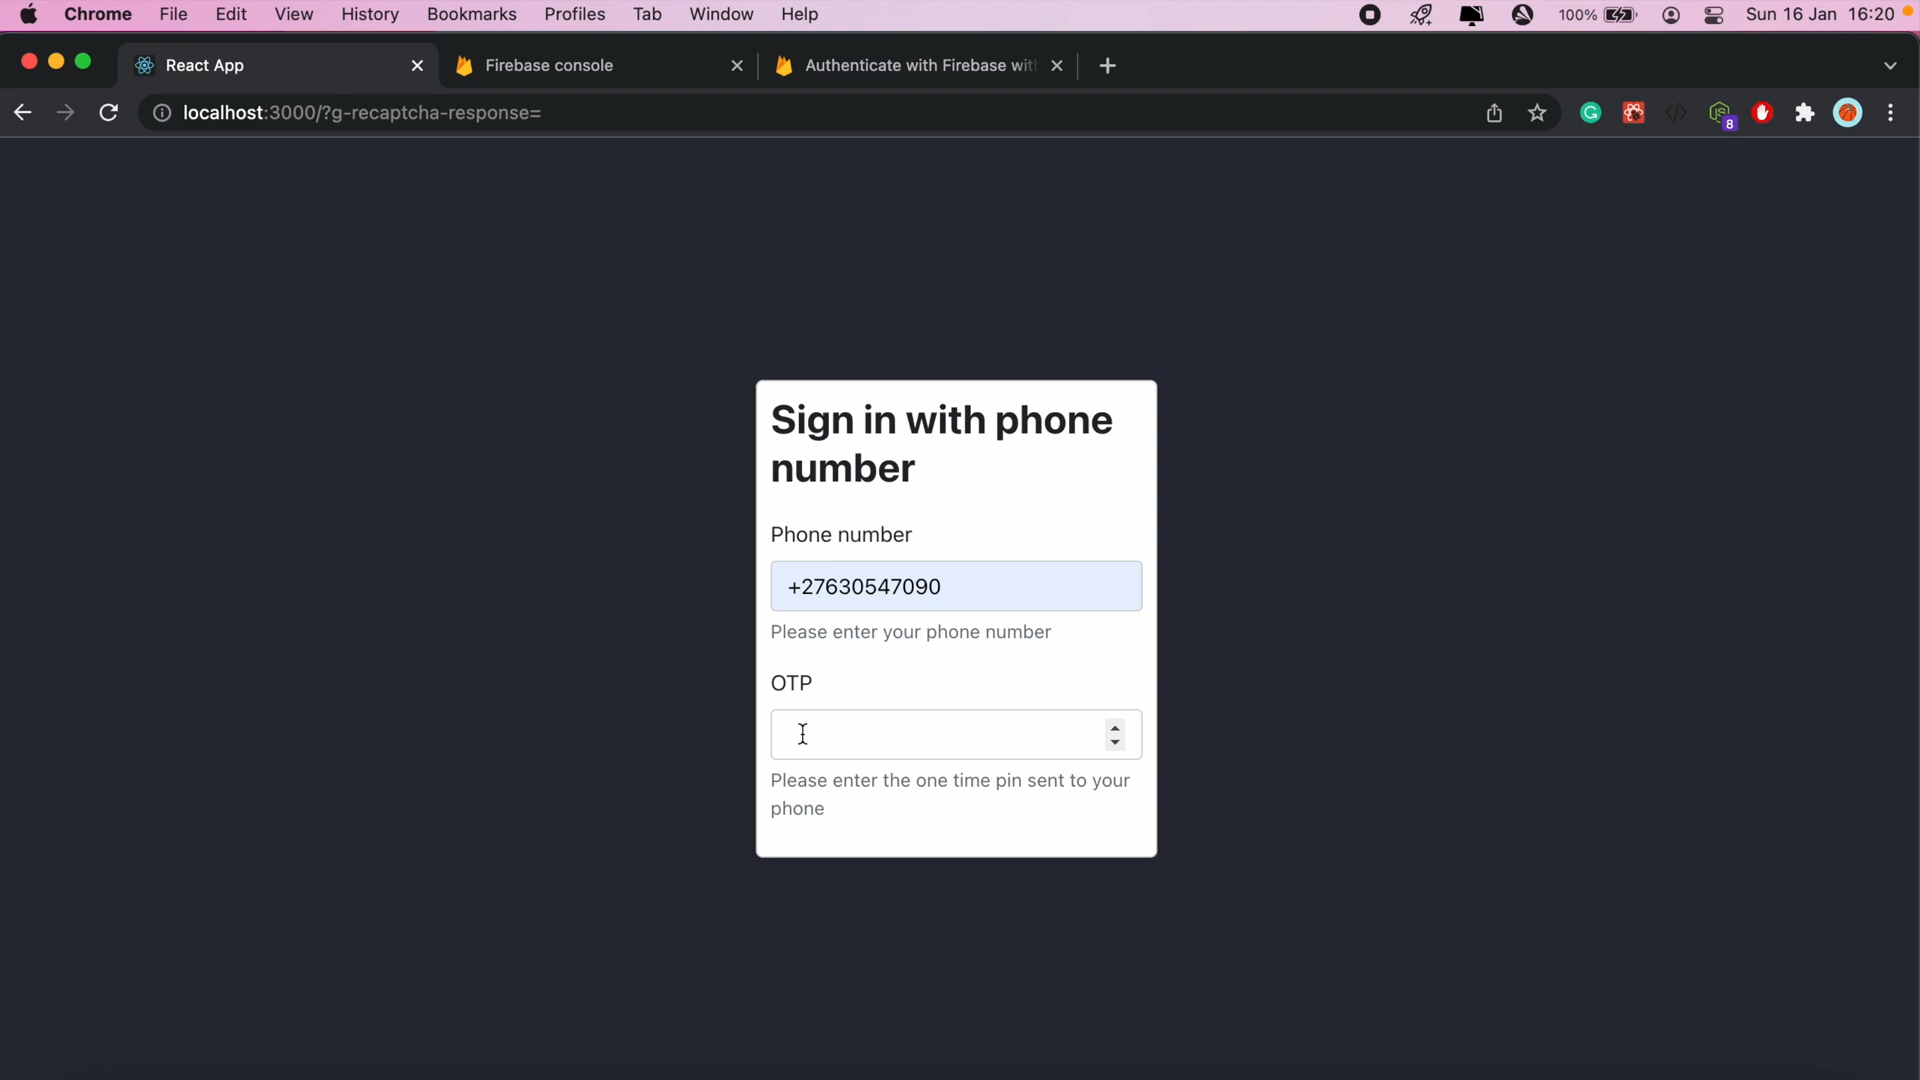 Chrome File Edit View History Bookmarks Profiles Tab Window Help 100% Sun 16 Jan 16:20
React App Firebase console Authenticate with Firebase wit
localhost:3000/?g-recaptcha-response= 8
Sign in with phone
number
Phone number
+27630547090
Please enter your phone number
OTP
Please enter the one time pin sent to your
phone